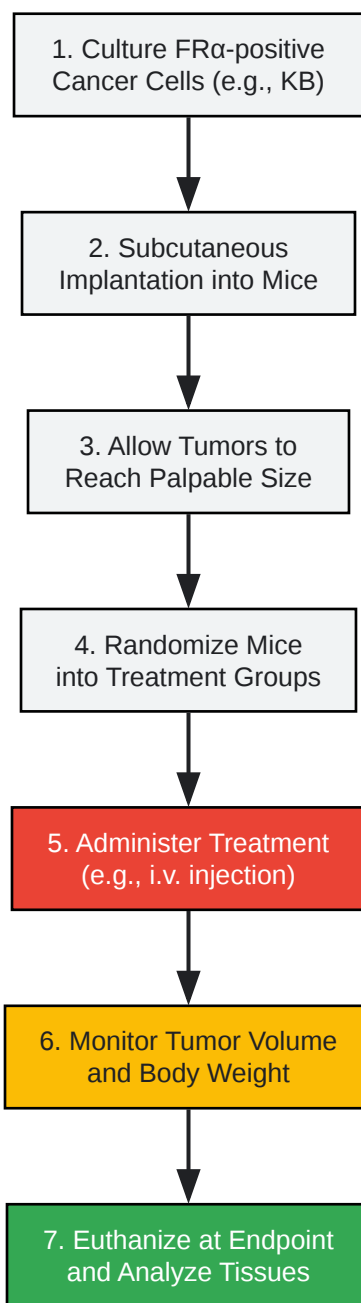 1. Culture FRα-positive
Cancer Cells (e.g., KB)
2. Subcutaneous
Implantation into Mice
3. Allow Tumors to
Reach Palpable Size
4. Randomize Mice
into Treatment Groups
5. Administer Treatment
(e.g., i.v. injection)
6. Monitor Tumor Volume
and Body Weight
7. Euthanize at Endpoint
and Analyze Tissues